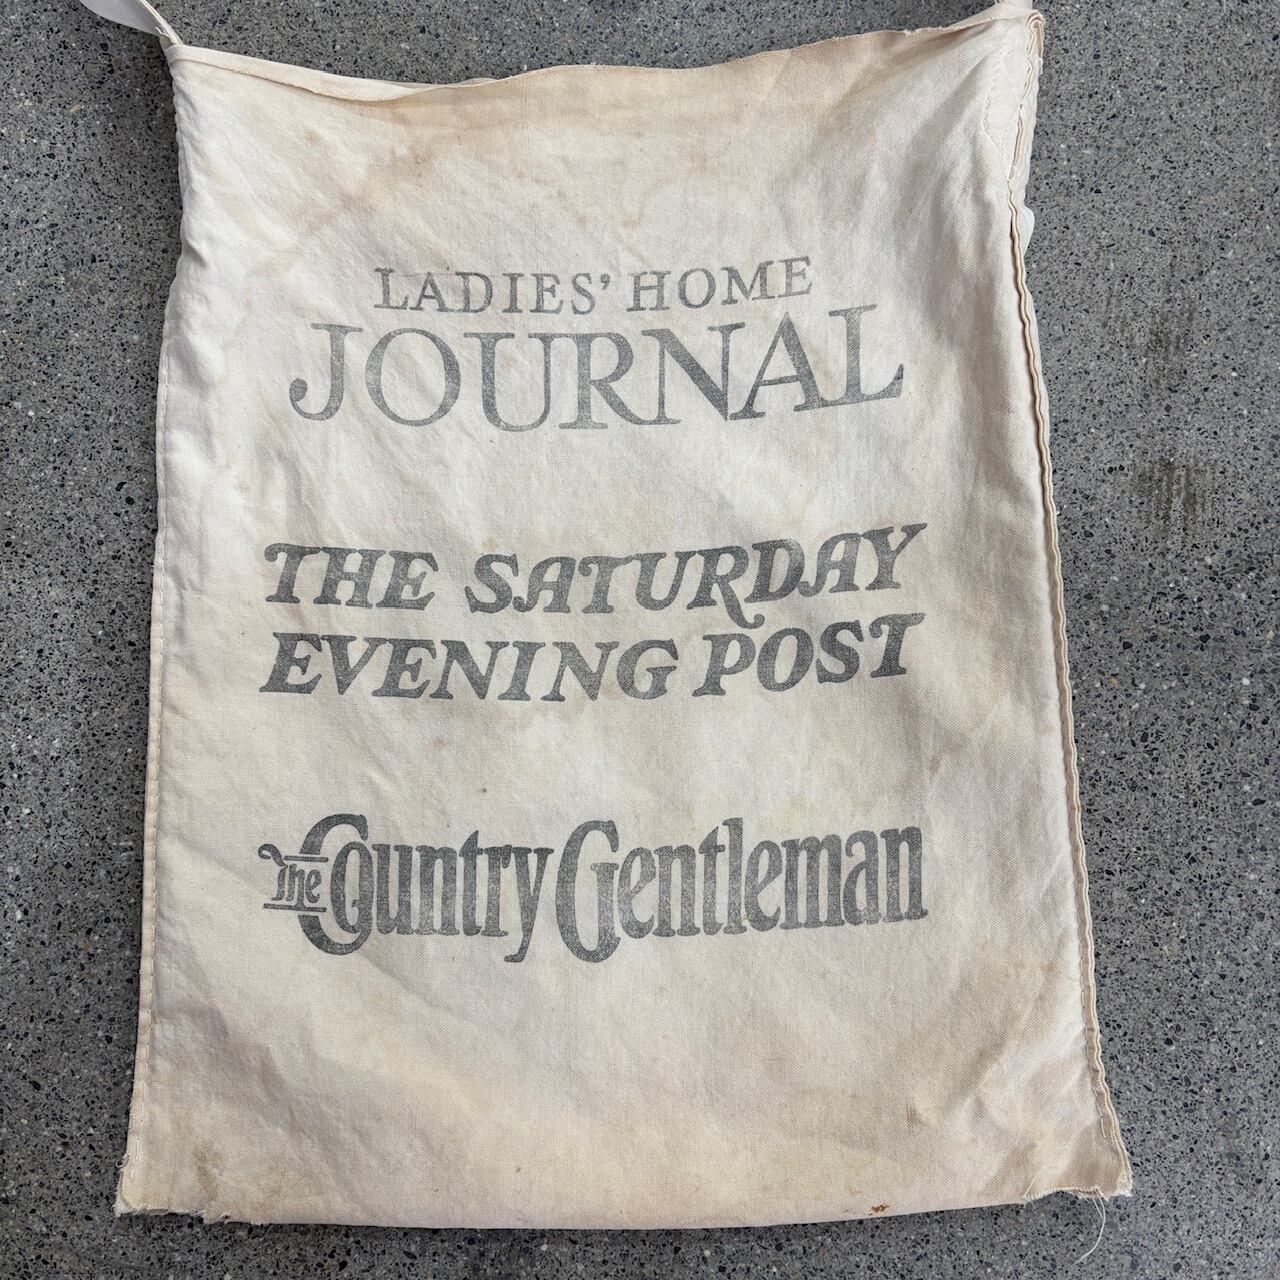 LADIES' HOME
JOURNAL
THE SATURDAY
EVENING POST
The Country Gentleman